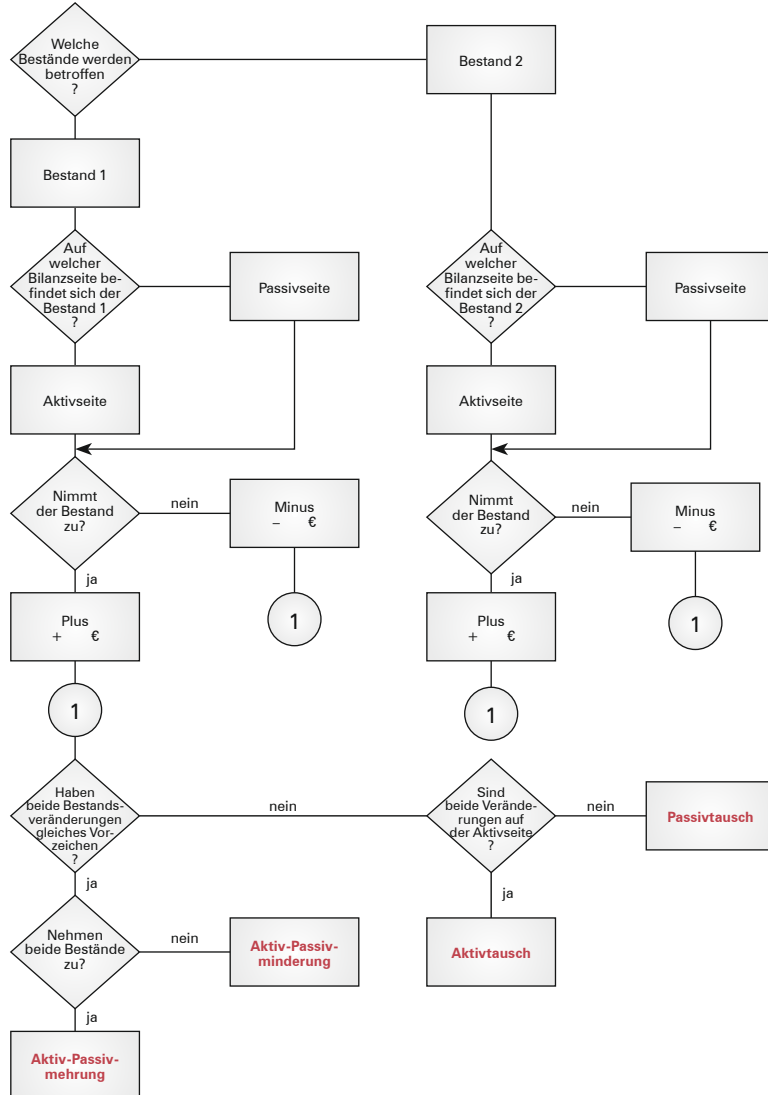 Welche
Bestände werden
betroffen
?
Bestand 2
Bestand 1
Auf
welcher
Bilanzseite be-
findet sich der
Bestand 1
?
Passivseite
Auf
welcher
Bilanzseite be-
findet sich der
Bestand 2
?
Passivseite
Aktivseite
Aktivseite
Nimmt
der Bestand
zu?
nein
Minus
– €
Nimmt
der Bestand
zu?
nein
Minus
– €
ja
ja
Plus
+ €
1
Plus
+ €
1
1
1
Haben
beide Bestands-
veränderungen
gleiches Vor-
zeichen
?
nein
Sind
beide Verände-
rungen auf
der Aktivseite
?
nein
Passivtausch
ja
ja
Nehmen
beide Bestände
zu?
nein
Aktiv-Passiv-
minderung
Aktivtausch
ja
Aktiv-Passiv-
mehrung